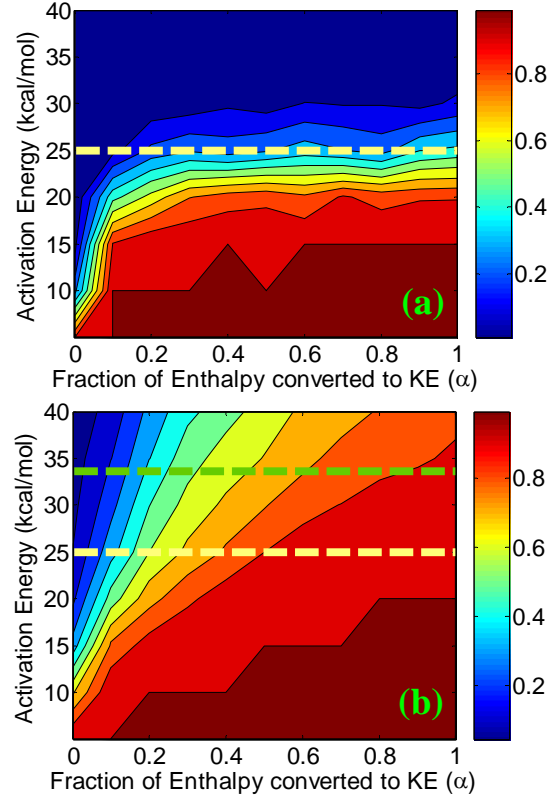 40
35
30
25
20
15
10
Activation Energy (kcal/mol)
0.8
0.6
0.4
0.2
(a)
0 0.2 0.4 0.6 0.8 1
Fraction of Enthalpy converted to KE (α)
40
35
30
25
20
15
10
Activation Energy (kcal/mol)
0.8
0.6
0.4
0.2
(b)
0 0.2 0.4 0.6 0.8 1
Fraction of Enthalpy converted to KE (α)